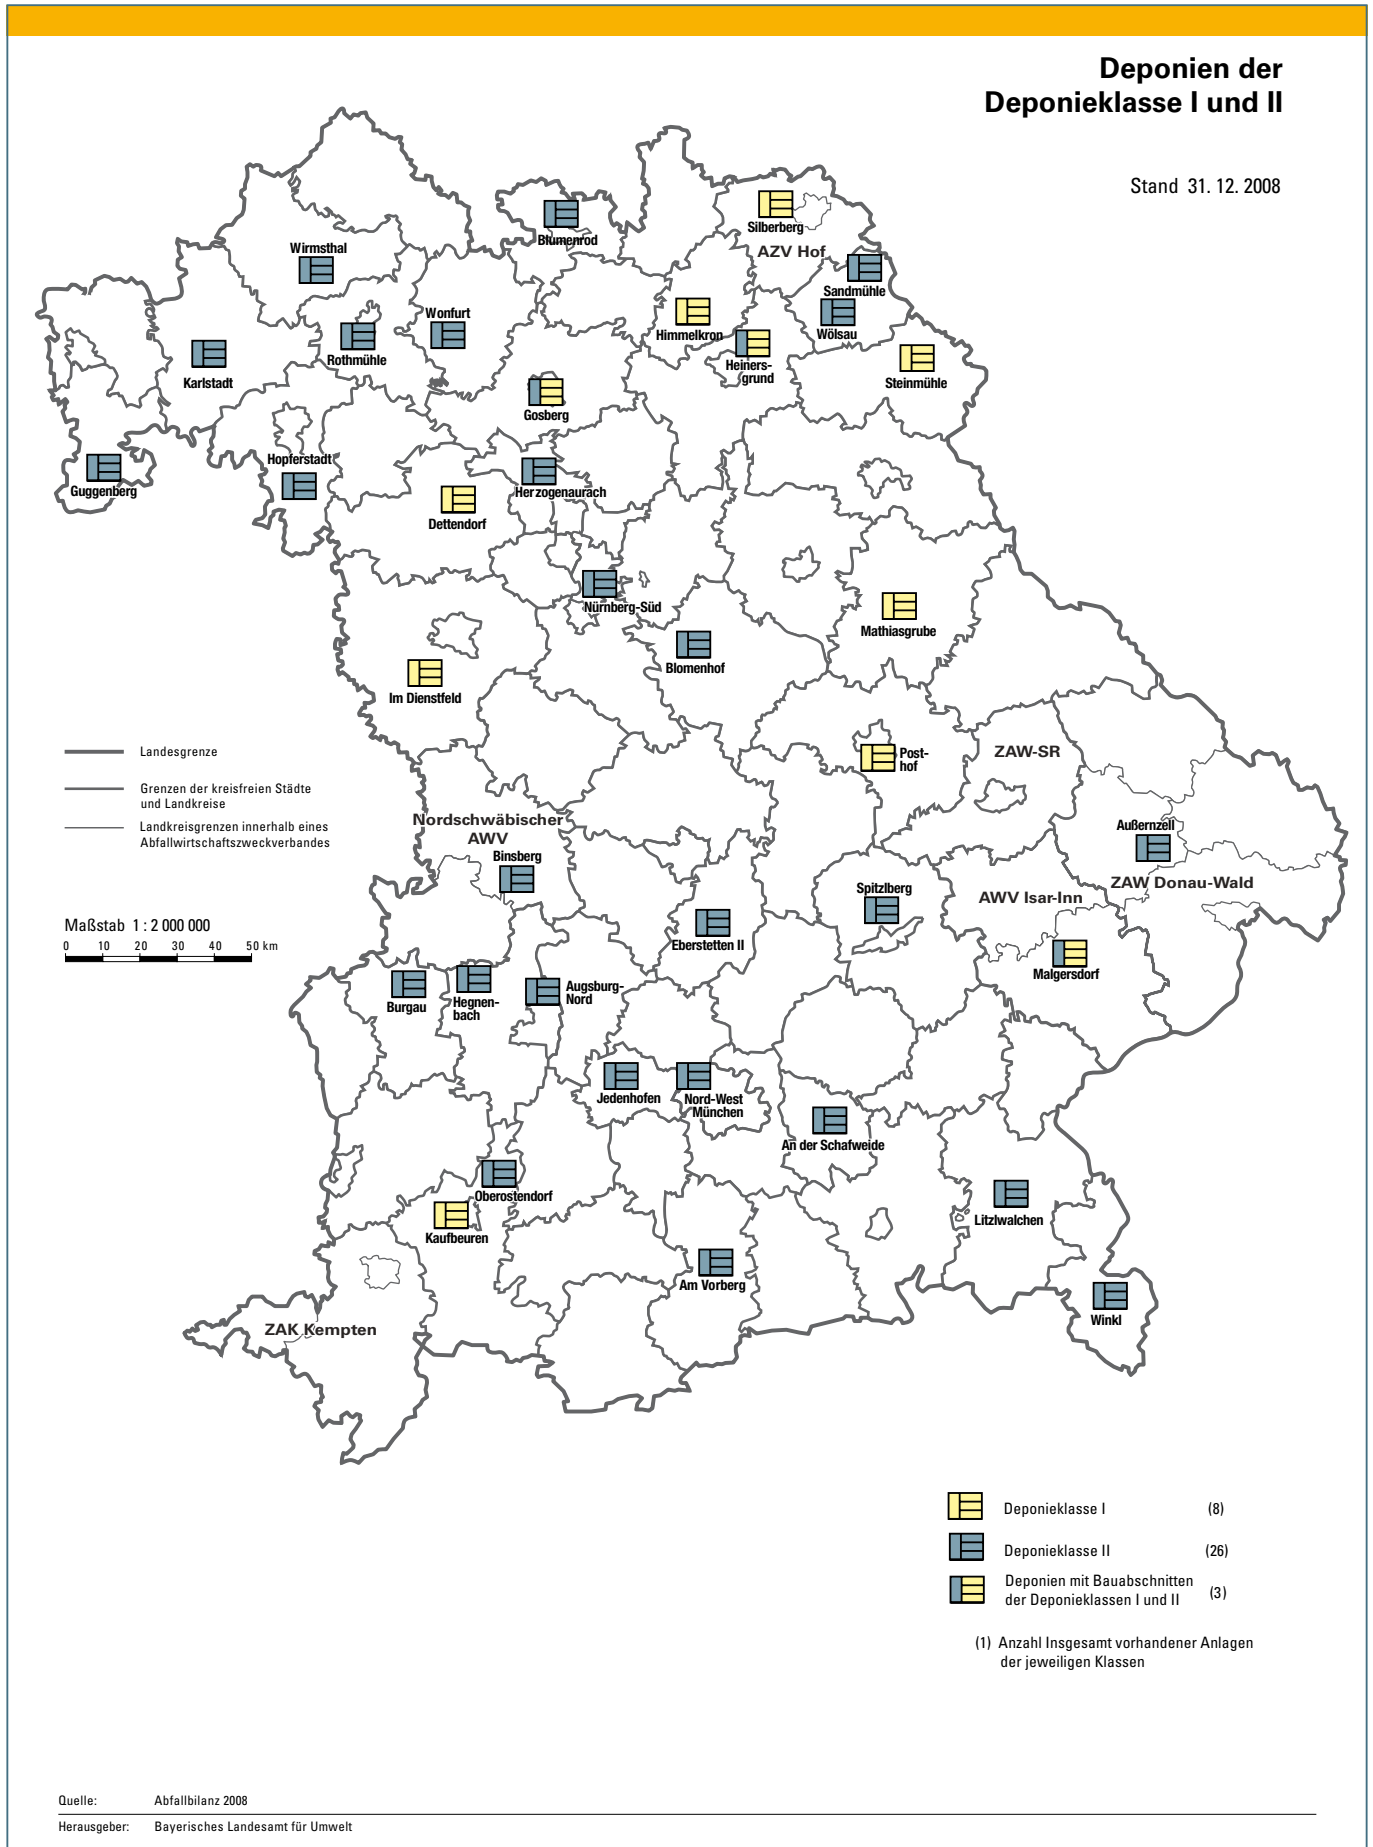 Deponien der
Deponieklasse I und II
Stand 31. 12. 2008
Silberberg
AZV Hof
Blumenrod
Wirmsthal
Sandmühle
Wölsau
Himmelkron
Heiners-
grund
Wonfurt
Rothmühle
Karlstadt
Steinmühle
Gosberg
Guggenberg
Hopferstadt
Herzogenaurach
Dettendorf
Nürnberg-Süd
Mathiasgrube
Blomenhof
Im Dienstfeld
Post-
hof
ZAW-SR
Landesgrenze
Grenzen der kreisfreien Städte
und Landkreise
Landkreisgrenzen innerhalb eines
Abfallwirtschaftszweckverbandes
Nordschwäbischer
AWV
Binsberg
Außernzell
ZAW Donau-Wald
Spitzlberg
AWV Isar-Inn
Maßstab 1 : 2 000 000
0 10 20 30 40 50 km
Eberstetten II
Malgersdorf
Burgau
Hegnen-
bach
Augsburg-
Nord
Jedenhofen
Nord-West
München
An der Schafweide
Oberostendorf
Kaufbeuren
Litzlwalchen
Am Vorberg
Winkl
ZAK Kempten
Deponieklasse I (8)
Deponieklasse II (26)
Deponien mit Bauabschnitten
der Deponieklassen I und II (3)
(1) Anzahl Insgesamt vorhandener Anlagen
der jeweiligen Klassen
Quelle: Abfallbilanz 2008
Herausgeber: Bayerisches Landesamt für Umwelt